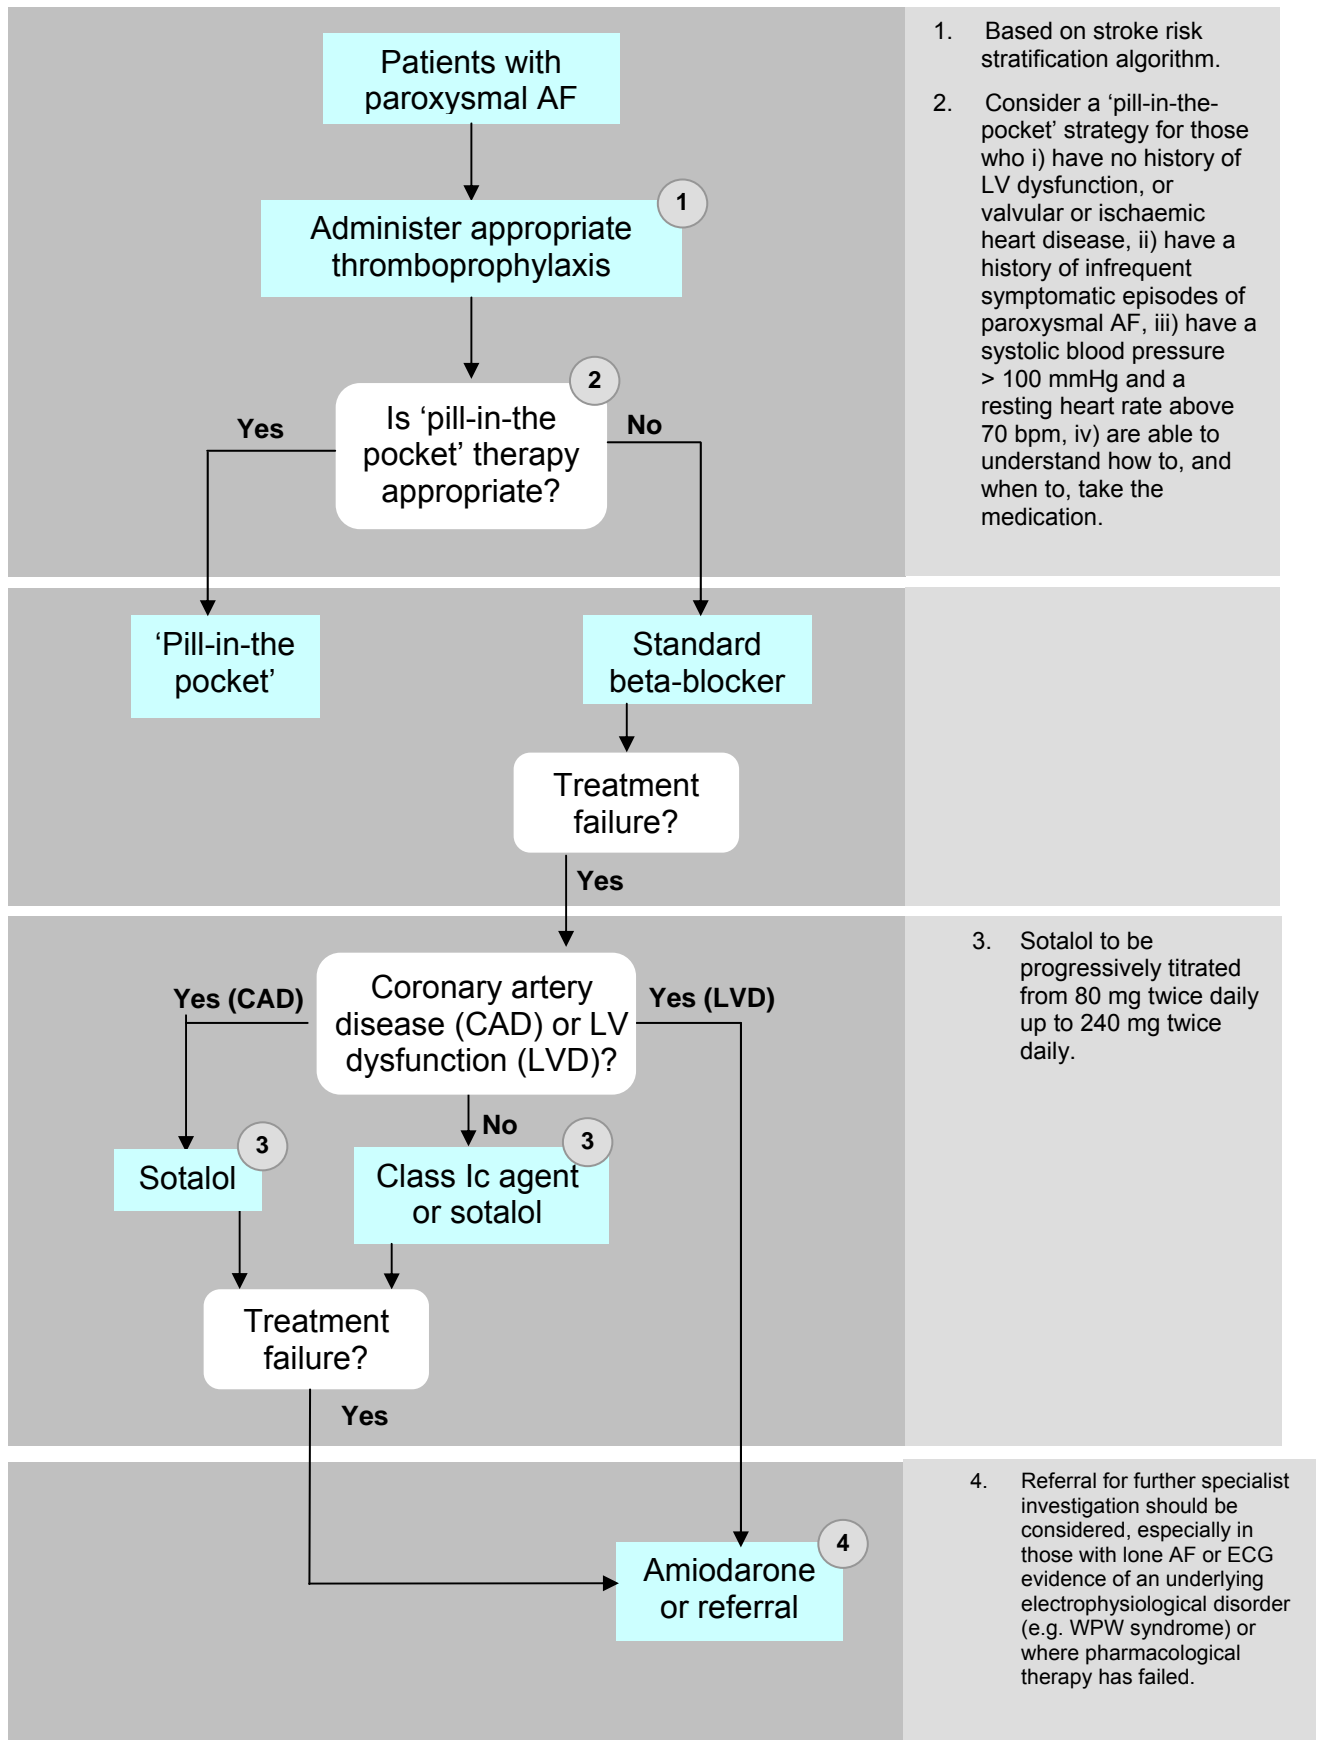 Patients with
paroxysmal AF
1
Administer appropriate
thromboprophylaxis
2
Is ‘pill-in-the
pocket’ therapy
appropriate?
Yes
No
‘Pill-in-the
pocket’
Standard
beta-blocker
Treatment
failure?
Yes
Coronary artery
disease (CAD) or LV
dysfunction (LVD)?
Yes (CAD)
Yes (LVD)
No
3
Sotalol
3
Class Ic agent
or sotalol
Treatment
failure?
Yes
4
Amiodarone
or referral
1. Based on stroke risk
stratification algorithm.
2. Consider a ‘pill-in-the-
pocket’ strategy for those
who i) have no history of
LV dysfunction, or
valvular or ischaemic
heart disease, ii) have a
history of infrequent
symptomatic episodes of
paroxysmal AF, iii) have a
systolic blood pressure
> 100 mmHg and a
resting heart rate above
70 bpm, iv) are able to
understand how to, and
when to, take the
medication.
3. Sotalol to be
progressively titrated
from 80 mg twice daily
up to 240 mg twice
daily.
4. Referral for further specialist
investigation should be
considered, especially in
those with lone AF or ECG
evidence of an underlying
electrophysiological disorder
(e.g. WPW syndrome) or
where pharmacological
therapy has failed.